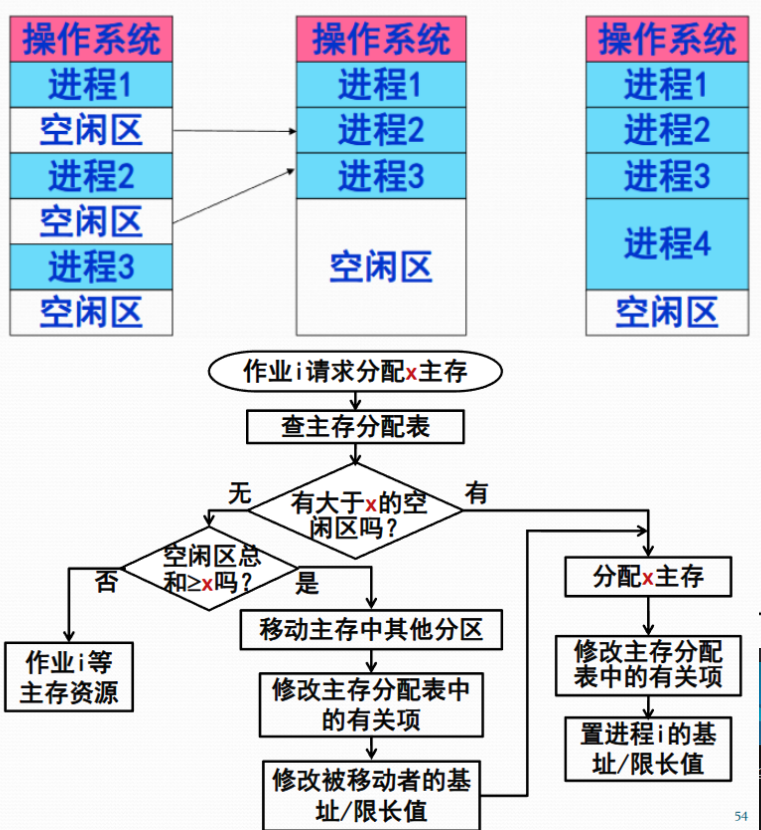 操作系统
进程1
空闲区
进程2
空闲区
进程3
空闲区
操作系统
进程1
进程2
进程3
空闲区
操作系统
进程1
进程2
进程3
进程4
空闲区
作业i请求分配x主存
查主存分配表
无
有大于x的空
闲区吗?
有
空闲区总
和≥x吗?
否
是
作业i等
主存资源
移动主存中其他分区
修改主存分配表中
的有关项
修改被移动者的基
址/限长值
分配x主存
修改主存分配
表中的有关项
置进程i的基
址/限长值
54